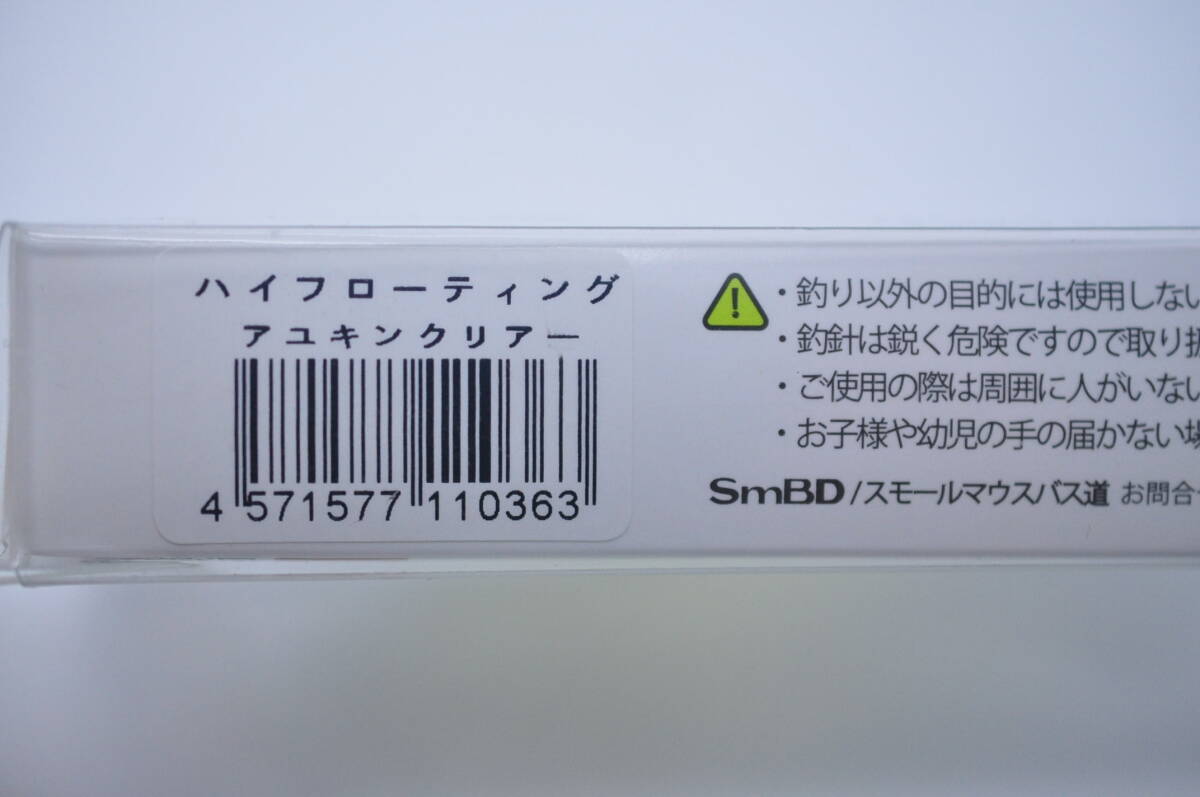 ハイフローティング
アユキンクリアー
4 571577 110363
・釣り以外の目的には使用しない
・釣針は鋭く危険ですので取り扱
・ご使用の際は周囲に人がいない
・お子様や幼児の手の届かない場
SmBD/スモールマウスバス道 お問合